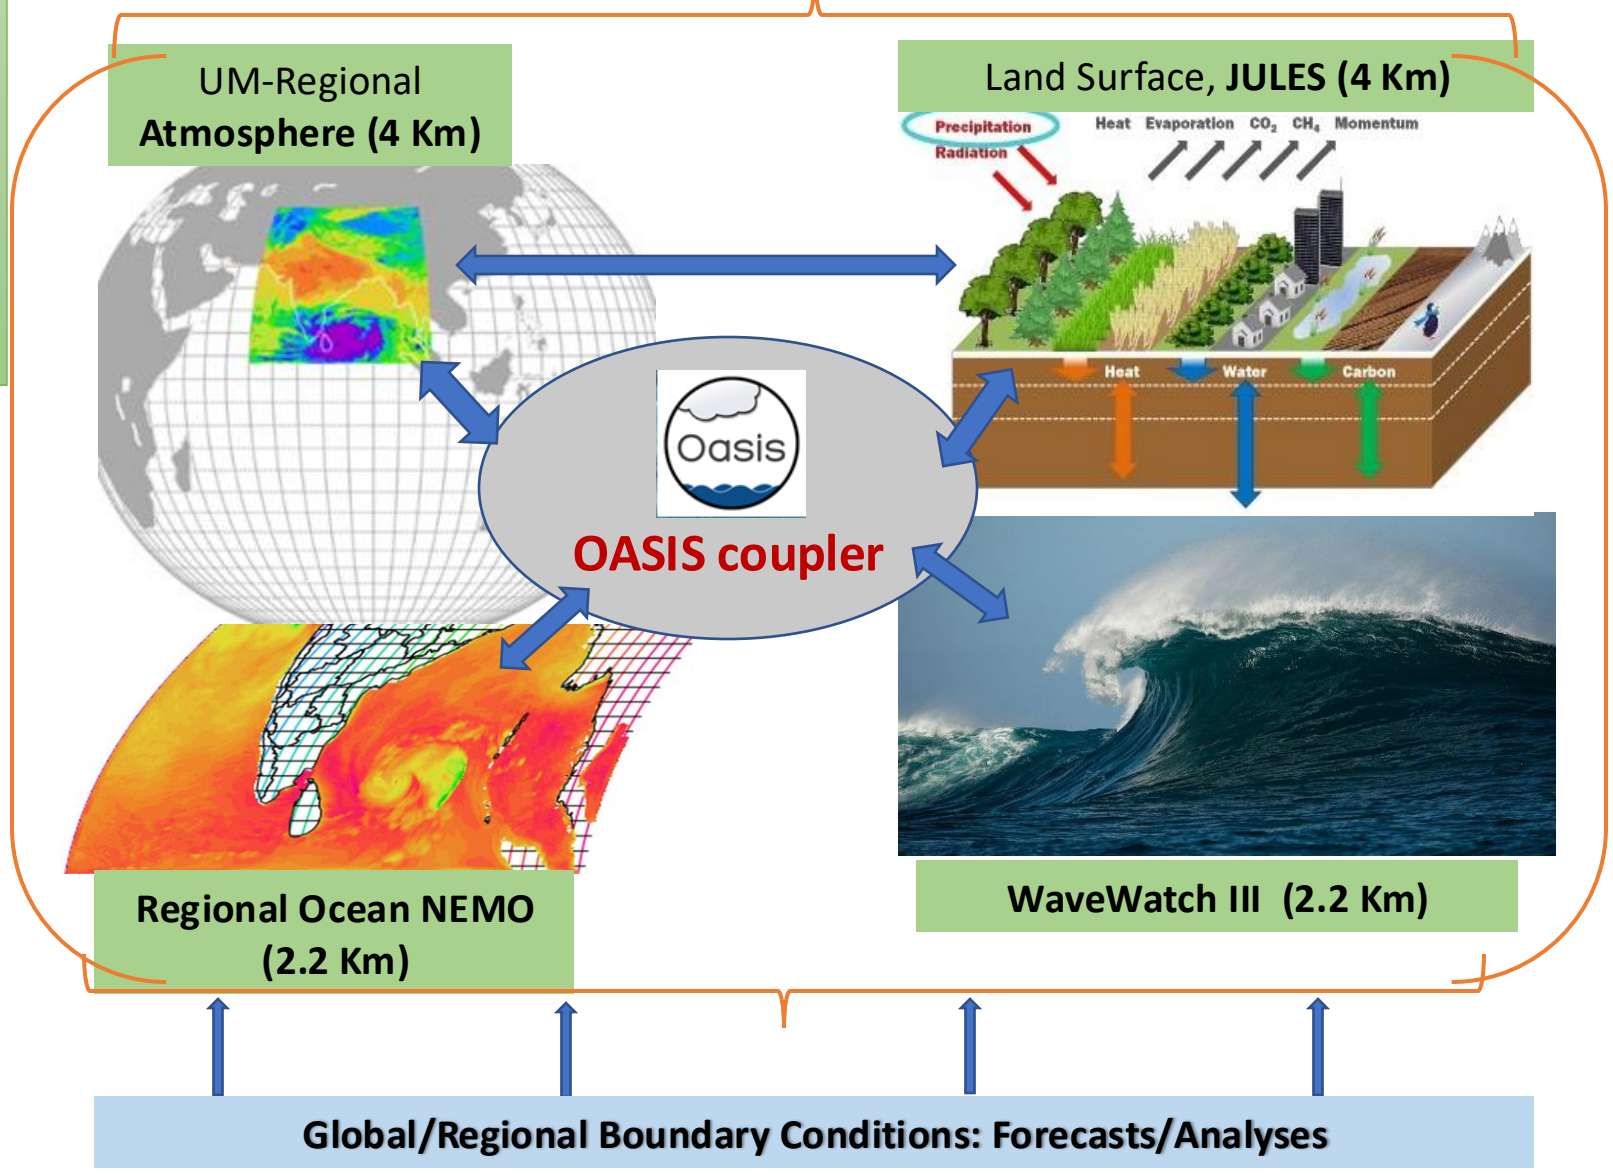 UM-Regional
Atmosphere (4 Km)
Land Surface, JULES (4 Km)
Precipitation
Heat Evaporation CO₂ CH₄ Momentum
Radiation
Heat
Water
Carbon
Oasis
OASIS coupler
Regional Ocean NEMO
(2.2 Km)
WaveWatch III (2.2 Km)
Global/Regional Boundary Conditions: Forecasts/Analyses